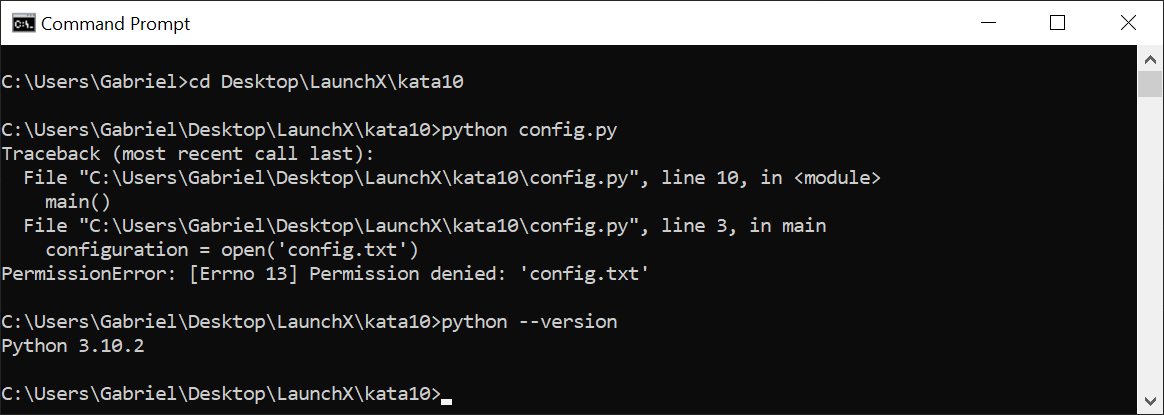 Command Prompt
C:\Users\Gabriel>cd Desktop\LaunchX\kata10
C:\Users\Gabriel\Desktop\LaunchX\kata10>python config.py
Traceback (most recent call last):
  File "C:\Users\Gabriel\Desktop\LaunchX\kata10\config.py", line 10, in <module>
    main()
  File "C:\Users\Gabriel\Desktop\LaunchX\kata10\config.py", line 3, in main
    configuration = open('config.txt')
PermissionError: [Errno 13] Permission denied: 'config.txt'
C:\Users\Gabriel\Desktop\LaunchX\kata10>python --version
Python 3.10.2
C:\Users\Gabriel\Desktop\LaunchX\kata10>